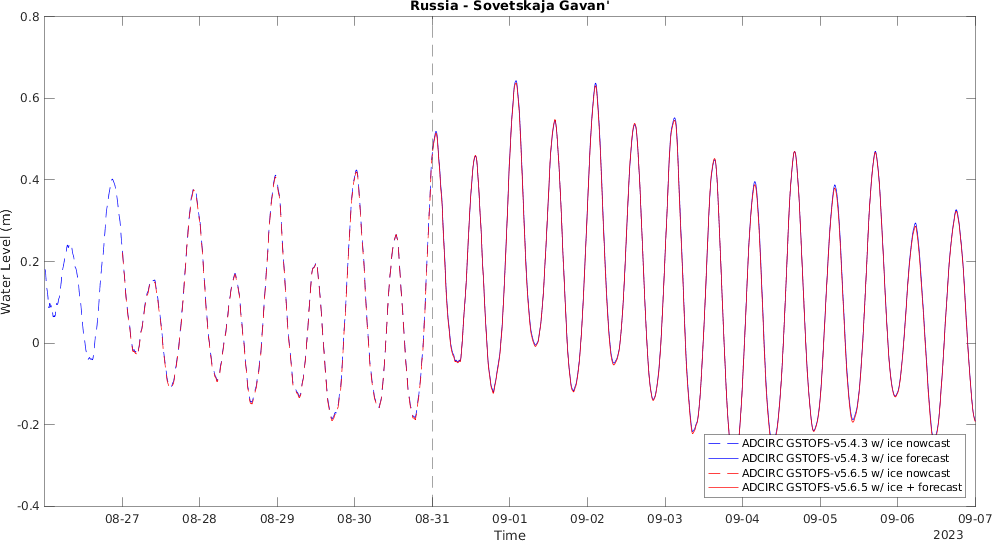 Russia - Sovetskaja Gavan'
Water Level (m)
0.8
0.6
0.4
0.2
0
-0.2
-0.4
ADCIRC GSTOFS-v5.4.3 w/ ice nowcast
ADCIRC GSTOFS-v5.4.3 w/ ice forecast
ADCIRC GSTOFS-v5.6.5 w/ ice nowcast
ADCIRC GSTOFS-v5.6.5 w/ ice + forecast
08-27 08-28 08-29 08-30 08-31 09-01 09-02 09-03 09-04 09-05 09-06 09-07
Time
2023